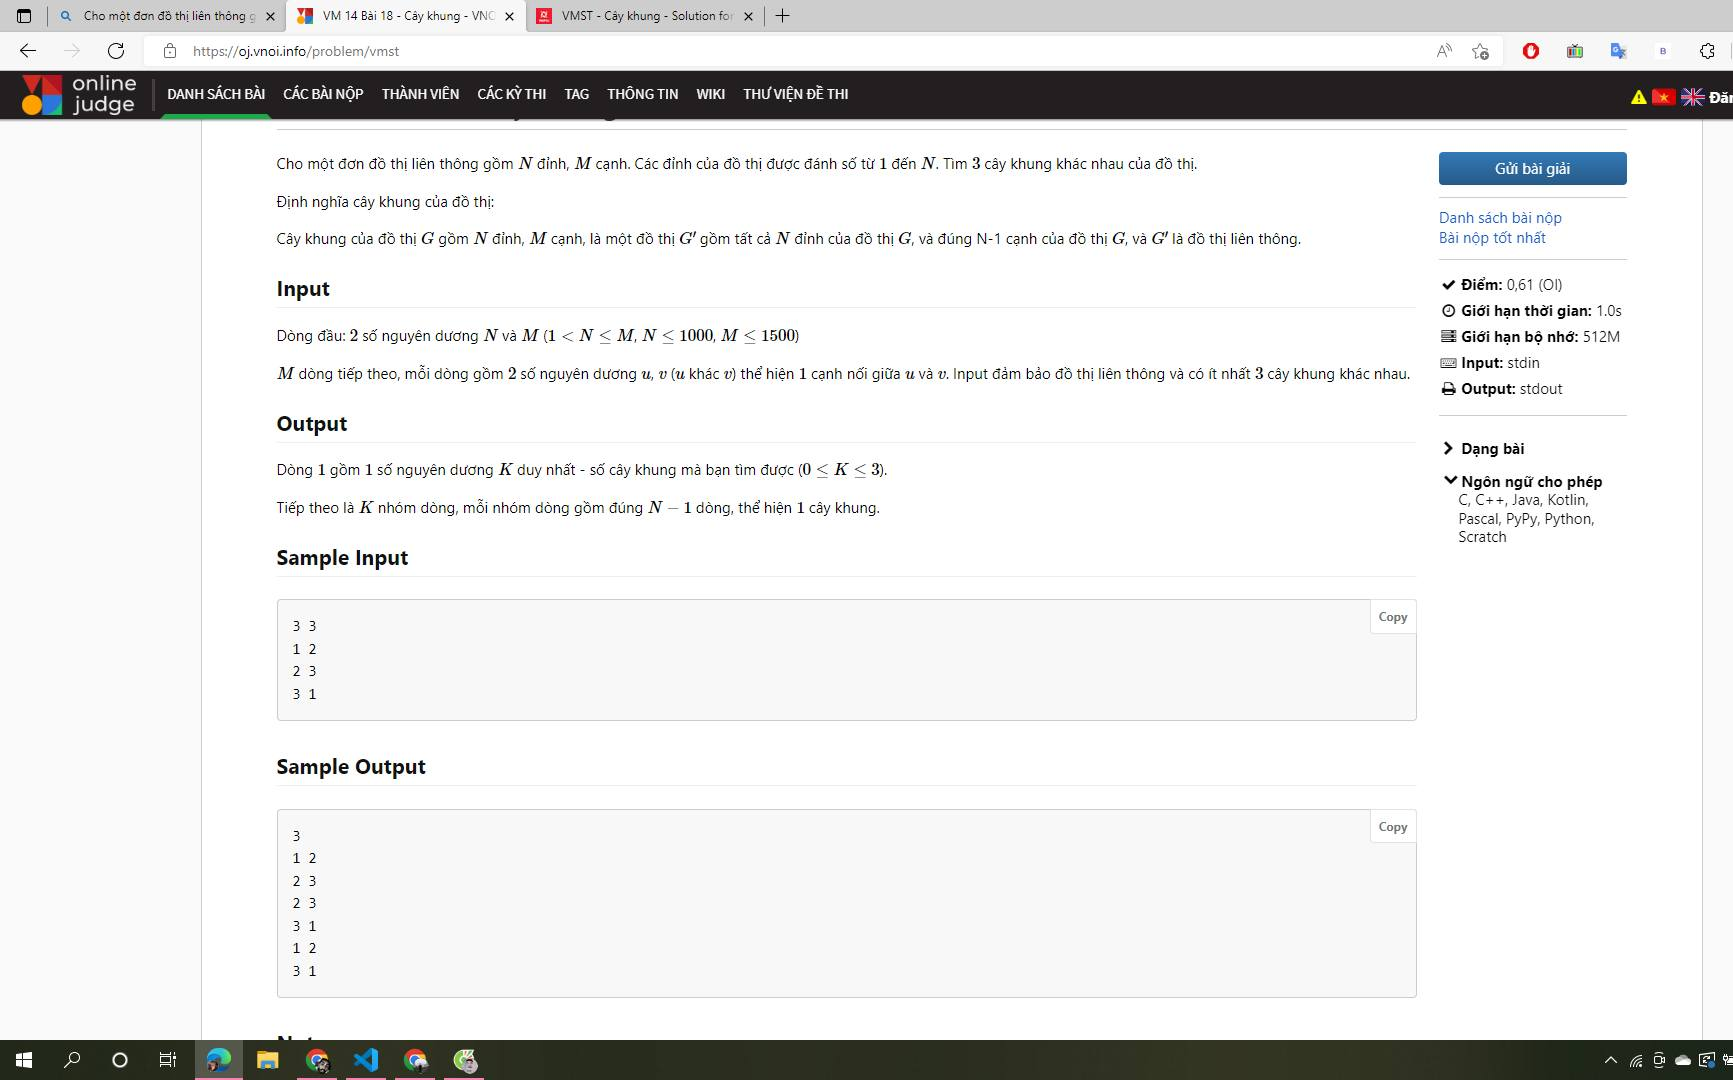 Cho một đơn đồ thị liên thông g
VM 14 Bài 18 - Cây khung - VNO
VMST - Cây khung - Solution for
https://oj.vnoi.info/problem/vmst
online
judge
DANH SÁCH BÀI CÁC BÀI NỘP THÀNH VIÊN CÁC KỲ THI TAG THÔNG TIN WIKI THƯ VIỆN ĐỀ THI
Cho một đơn đồ thị liên thông gồm N đỉnh, M cạnh. Các đỉnh của đồ thị được đánh số từ 1 đến N. Tìm 3 cây khung khác nhau của đồ thị.
Định nghĩa cây khung của đồ thị:
Cây khung của đồ thị G gồm N đỉnh, M cạnh, là một đồ thị G′ gồm tất cả N đỉnh của đồ thị G, và đúng N-1 cạnh của đồ thị G, và G′ là đồ thị liên thông.
Input
Dòng đầu: 2 số nguyên dương N và M (1 < N ≤ M, N ≤ 1000, M ≤ 1500)
M dòng tiếp theo, mỗi dòng gồm 2 số nguyên dương u, v (u khác v) thể hiện 1 cạnh nối giữa u và v. Input đảm bảo đồ thị liên thông và có ít nhất 3 cây khung khác nhau.
Output
Dòng 1 gồm 1 số nguyên dương K duy nhất - số cây khung mà bạn tìm được (0 ≤ K ≤ 3).
Tiếp theo là K nhóm dòng, mỗi nhóm dòng gồm đúng N − 1 dòng, thể hiện 1 cây khung.
Sample Input
Copy
3 3
1 2
2 3
3 1
Sample Output
Copy
3
1 2
2 3
2 3
3 1
1 2
3 1
Gửi bài giải
Danh sách bài nộp
Bài nộp tốt nhất
Điểm: 0,61 (OI)
Giới hạn thời gian: 1.0s
Giới hạn bộ nhớ: 512M
Input: stdin
Output: stdout
Dạng bài
Ngôn ngữ cho phép
C, C++, Java, Kotlin,
Pascal, PyPy, Python,
Scratch